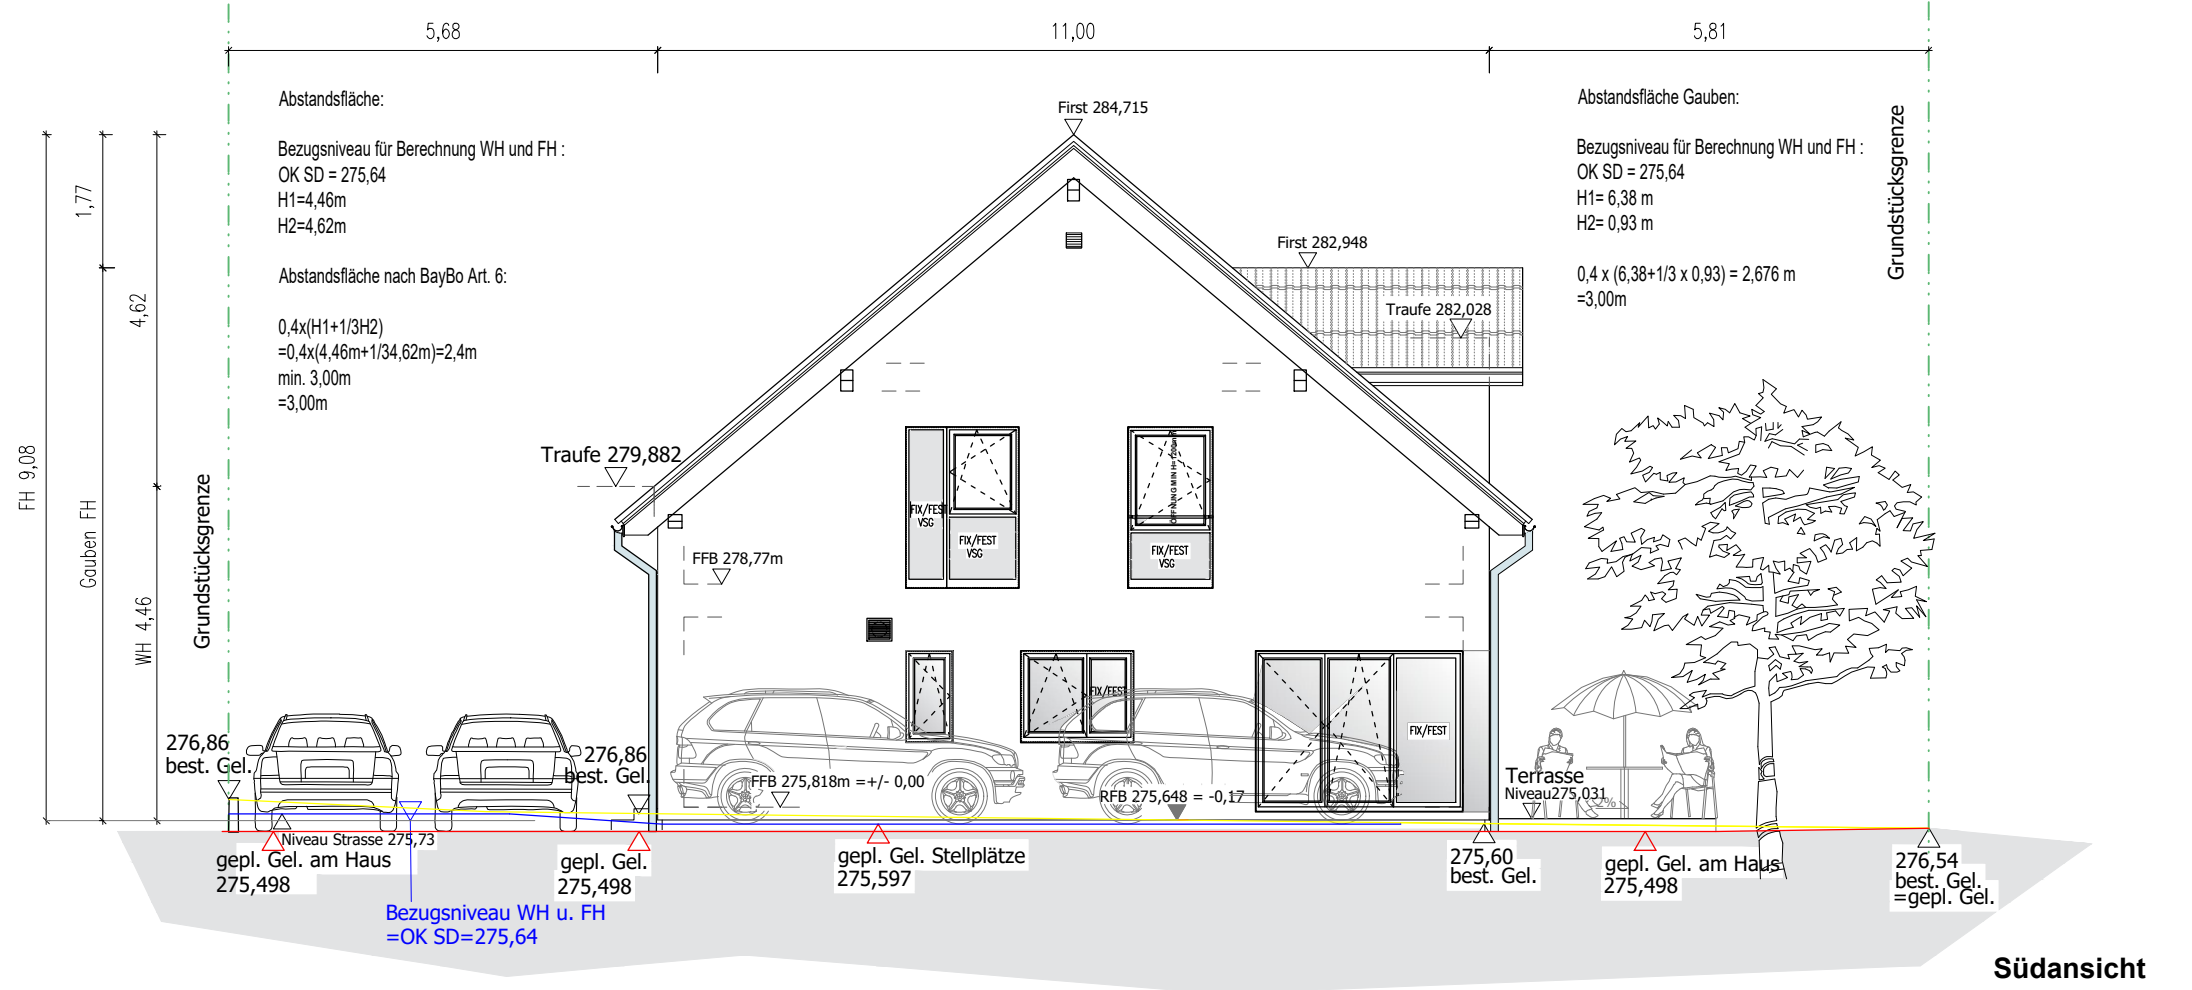 5,68
11,00
5,81
Abstandsfläche:
Bezugsniveau für Berechnung WH und FH :
OK SD = 275,64
H1=4,46m
H2=4,62m
Abstandsfläche nach BayBo Art. 6:
0,4x(H1+1/3H2)
=0,4x(4,46m+1/34,62m)=2,4m
min. 3,00m
=3,00m
First 284,715
Abstandsfläche Gauben:
Bezugsniveau für Berechnung WH und FH :
OK SD = 275,64
H1= 6,38 m
H2= 0,93 m
0,4 x (6,38+1/3 x 0,93) = 2,676 m
=3,00m
Grundstücksgrenze
First 282,948
Traufe 282,028
1,77
4,62
FH 9,08
Gauben FH
WH 4,46
Grundstücksgrenze
Traufe 279,882
FFB 278,77m
FIX/FEST
VSG
FIX/FEST
VSG
ÖFFNUNG MIN H=1200mm
FIX/FEST
VSG
FIX/FEST
FIX/FEST
276,86
best. Gel.
276,86
best. Gel.
FFB 275,818m =+/- 0,00
RFB 275,648 = -0,17
Terrasse
Niveau275,031
2%
Niveau Strasse 275,73
gepl. Gel. am Haus
275,498
gepl. Gel.
275,498
gepl. Gel. Stellplätze
275,597
275,60
best. Gel.
gepl. Gel. am Haus
275,498
276,54
best. Gel.
=gepl. Gel.
Bezugsniveau WH u. FH
=OK SD=275,64
Südansicht